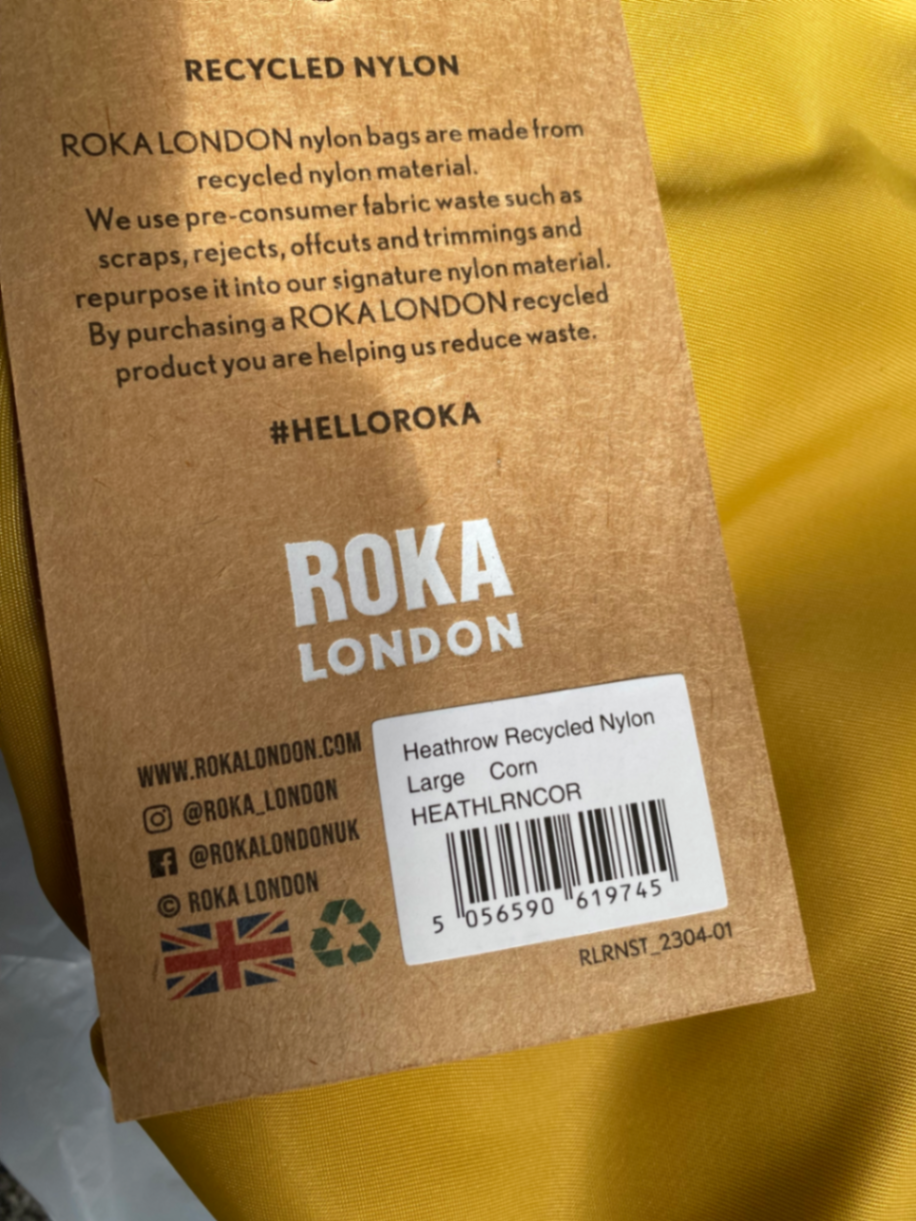 RECYCLED NYLON
ROKA LONDON nylon bags are made from
recycled nylon material.
We use pre-consumer fabric waste such as
scraps, rejects, offcuts and trimmings and
repurpose it into our signature nylon material.
By purchasing a ROKA LONDON recycled
product you are helping us reduce waste.
#HELLOROKA
ROKA
LONDON
WWW.ROKALONDON.COM
@ROKA_LONDON
@ROKALONDONUK
© ROKA LONDON
Heathrow Recycled Nylon
Large Corn
HEATHLRNCOR
5 056590 619745
RLRNST_2304-01